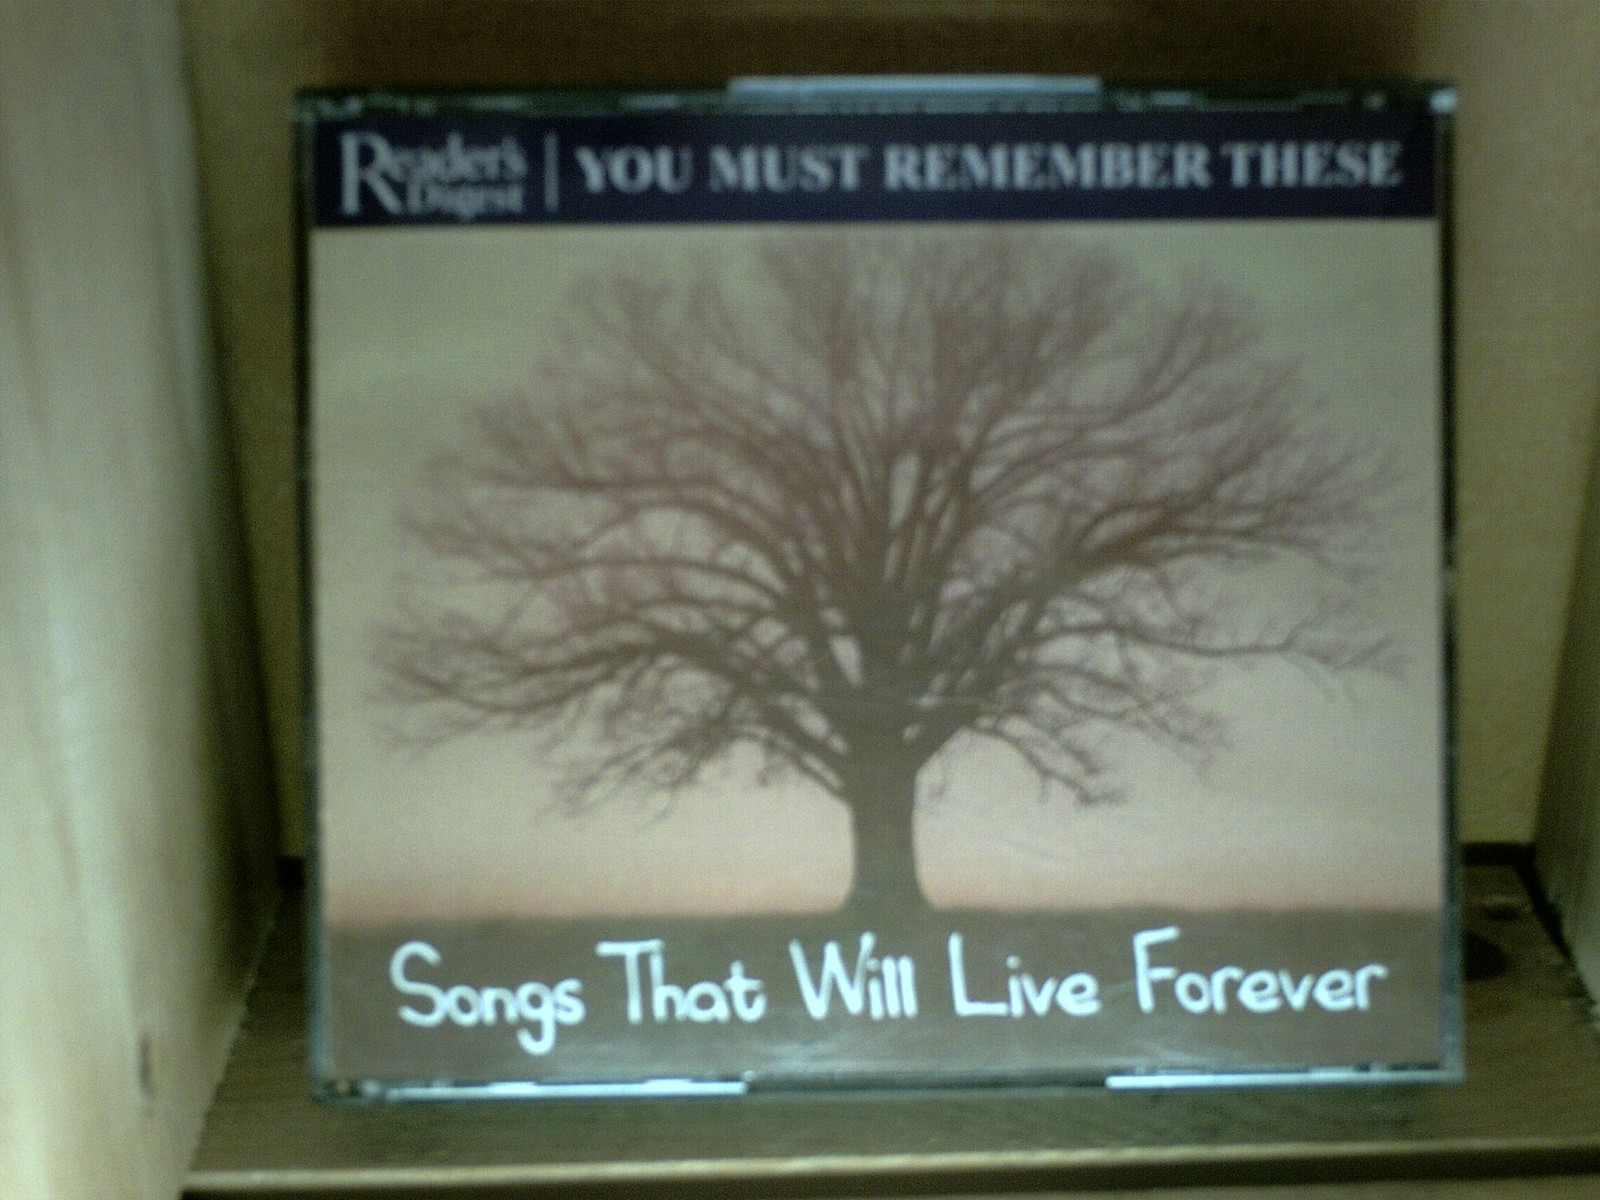 Reader's Digest | YOU MUST REMEMBER THESE
Songs That Will Live Forever